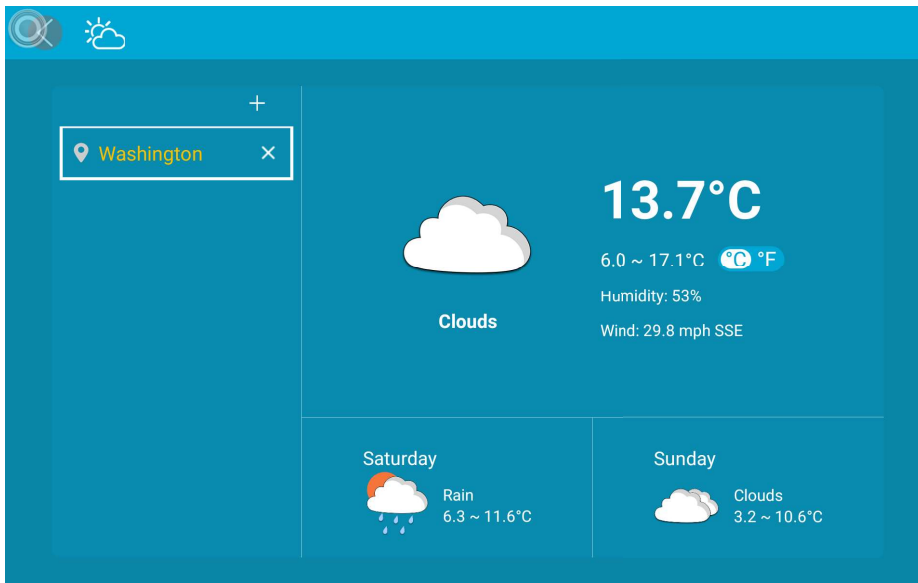 +
Washington ×
13.7°C
6.0 ~ 17.1°C °C °F
Humidity: 53%
Wind: 29.8 mph SSE
Clouds
Saturday
Rain
6.3 ~ 11.6°C
Sunday
Clouds
3.2 ~ 10.6°C